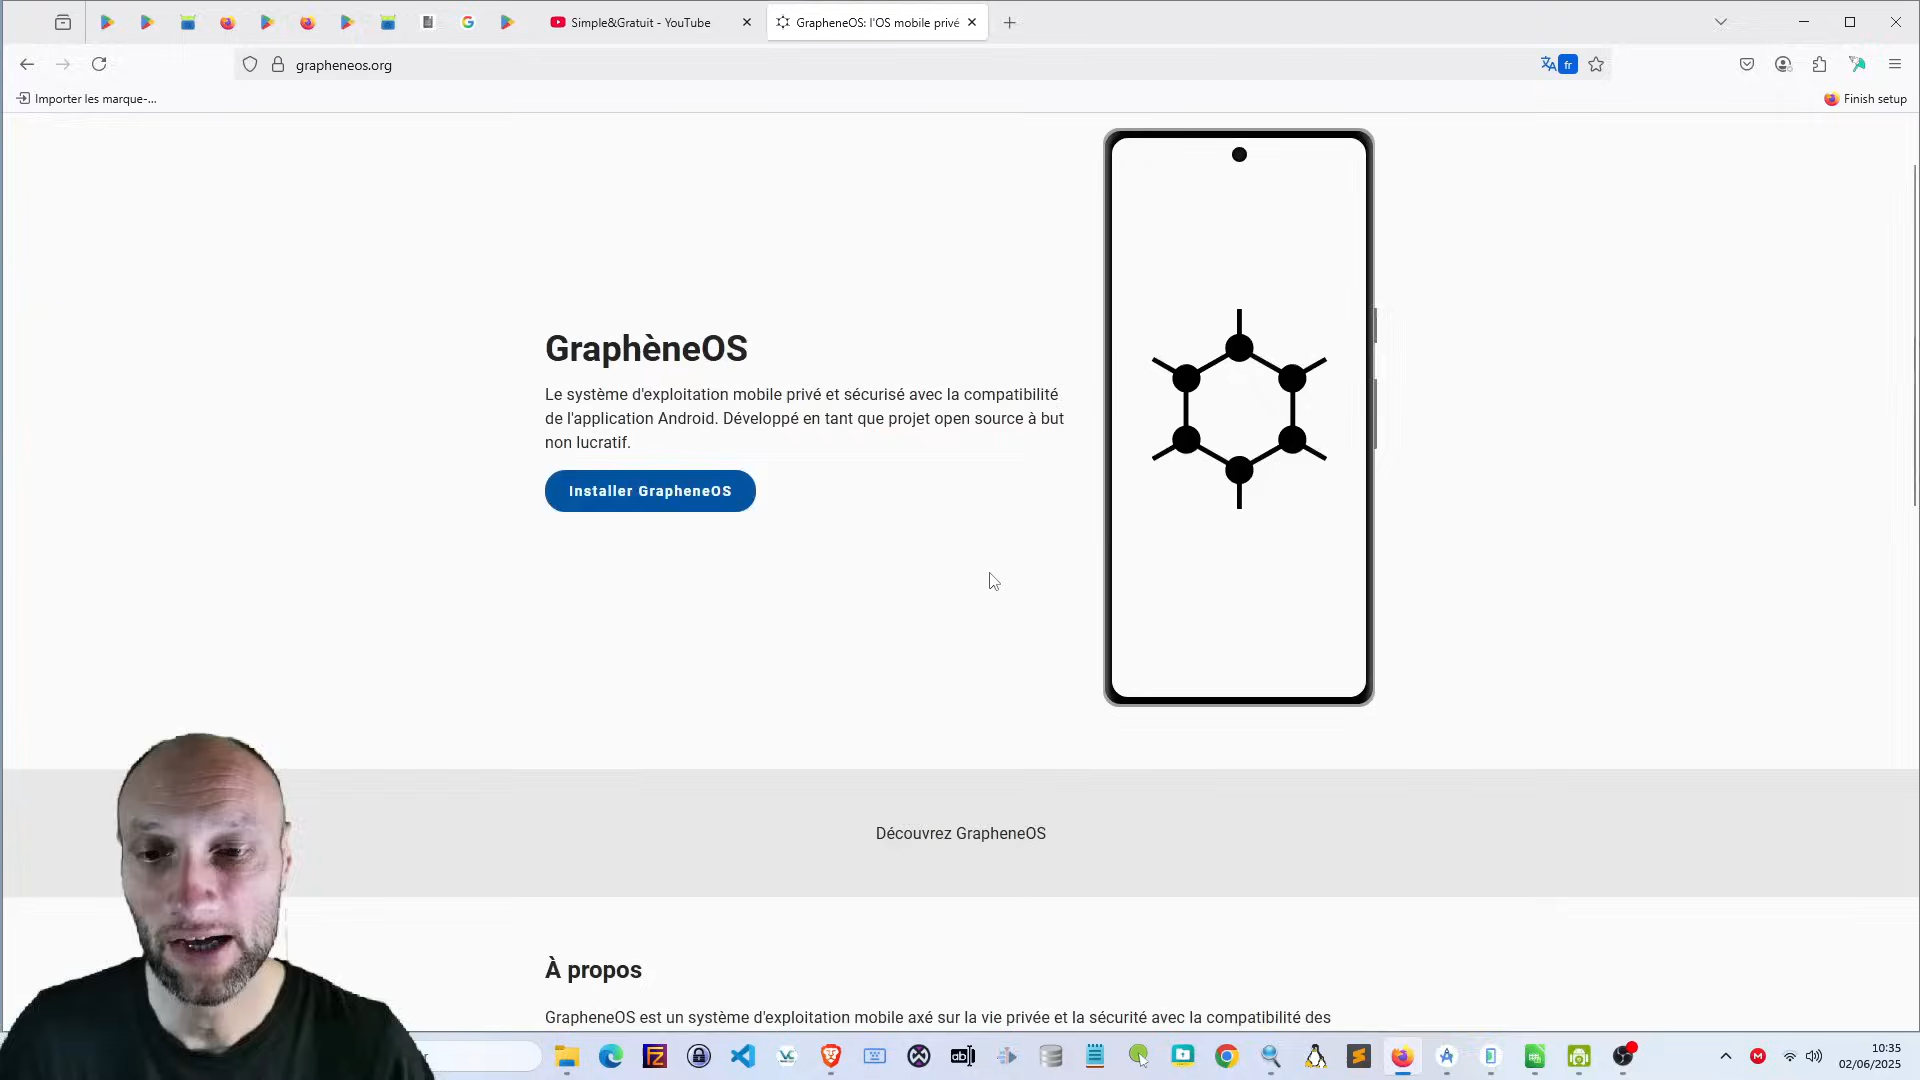 Simple&Gratuit - YouTube
GrapheneOS: l'OS mobile privé
grapheneos.org
fr
Importer les marque-...
Finish setup
GraphèneOS
Le système d'exploitation mobile privé et sécurisé avec la compatibilité
de l'application Android. Développé en tant que projet open source à but
non lucratif.
Installer GrapheneOS
Découvrez GrapheneOS
À propos
GrapheneOS est un système d'exploitation mobile axé sur la vie privée et la sécurité avec la compatibilité des
10:35
02/06/2025